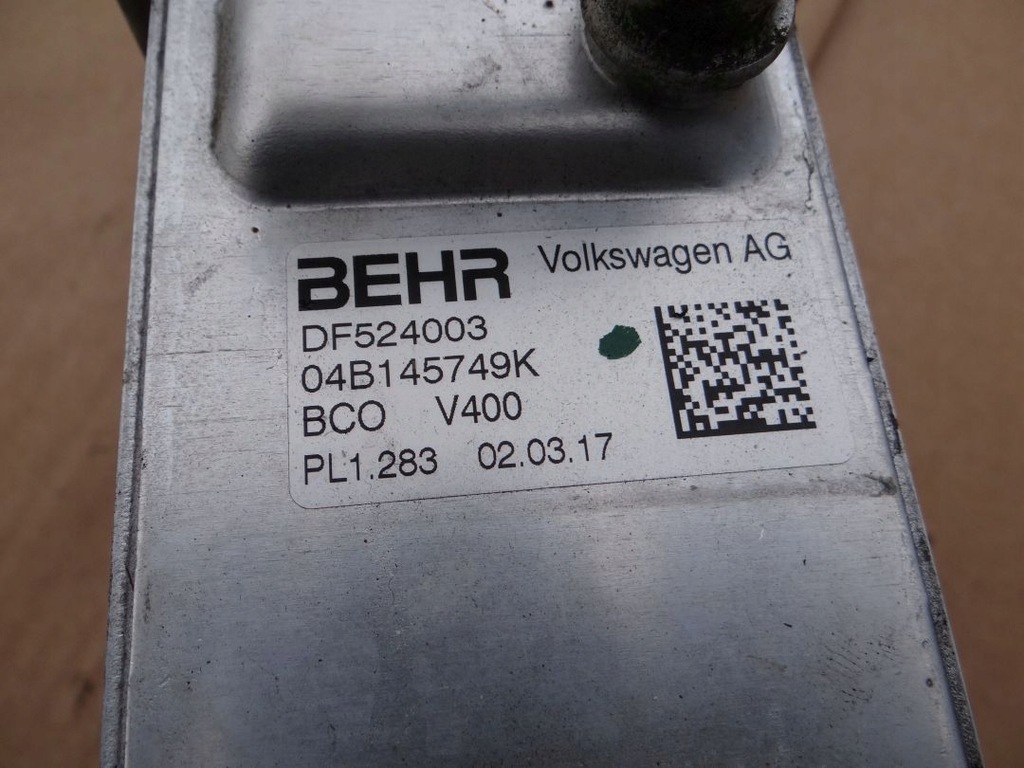 BEHR Volkswagen AG
DF524003
04B145749K
BCO V400
PL1.283 02.03.17